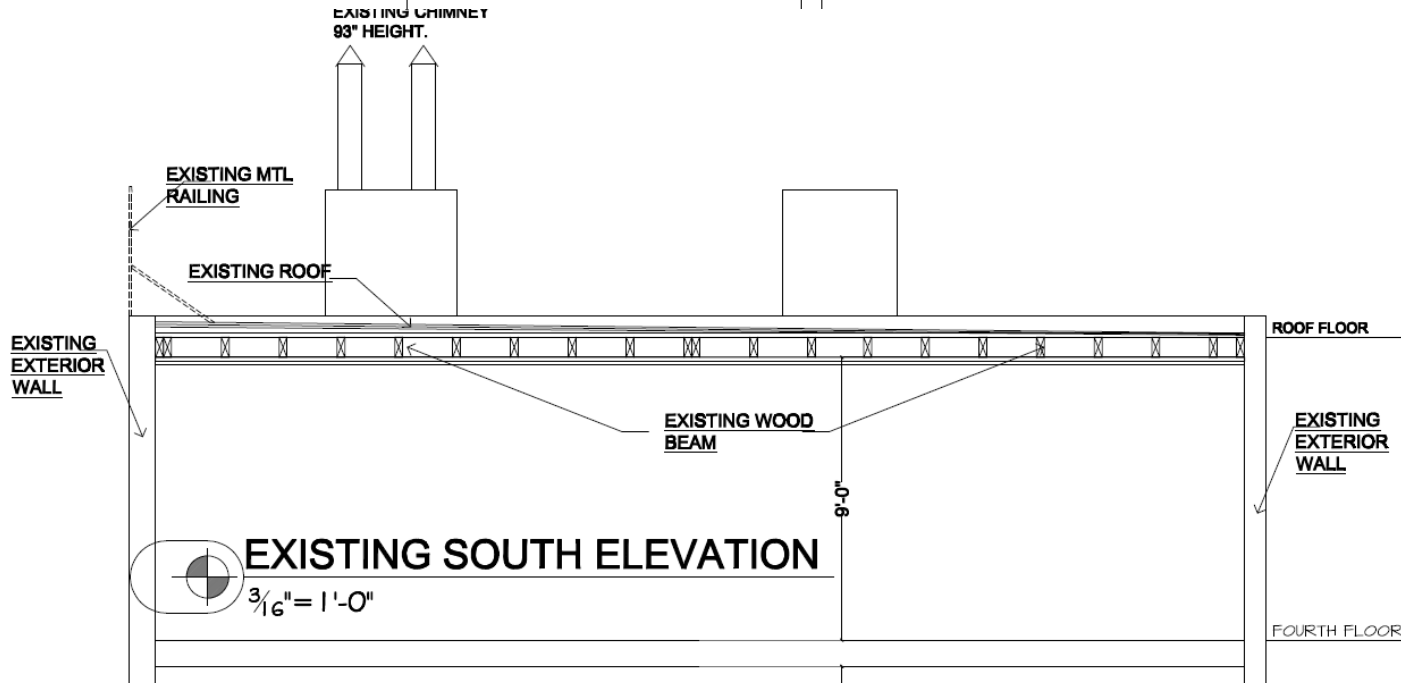 EXISTING CHIMNEY
93" HEIGHT.
EXISTING MTL
RAILING
EXISTING ROOF
ROOF FLOOR
EXISTING
EXTERIOR
WALL
EXISTING WOOD
BEAM
EXISTING
EXTERIOR
WALL
9'-0"
EXISTING SOUTH ELEVATION
3/16"= 1'-0"
FOURTH FLOOR